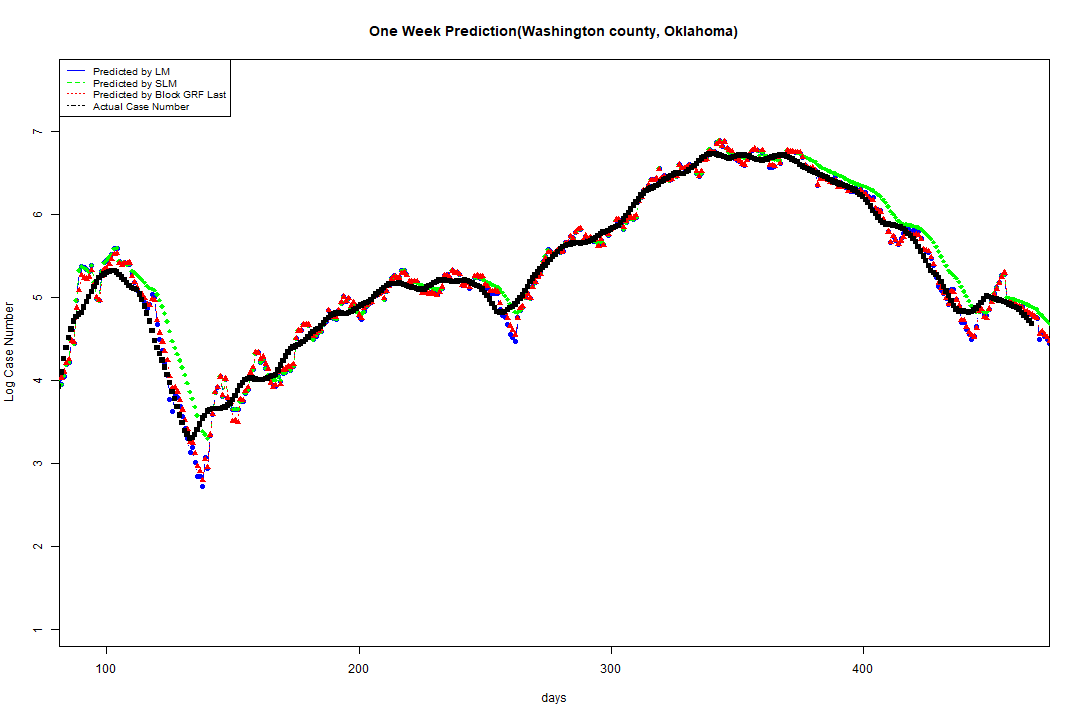 One Week Prediction(Washington county, Oklahoma)
Predicted by LM
Predicted by SLM
Predicted by Block GRF Last
Actual Case Number
7
6
5
4
3
2
1
Log Case Number
100 200 300 400
days